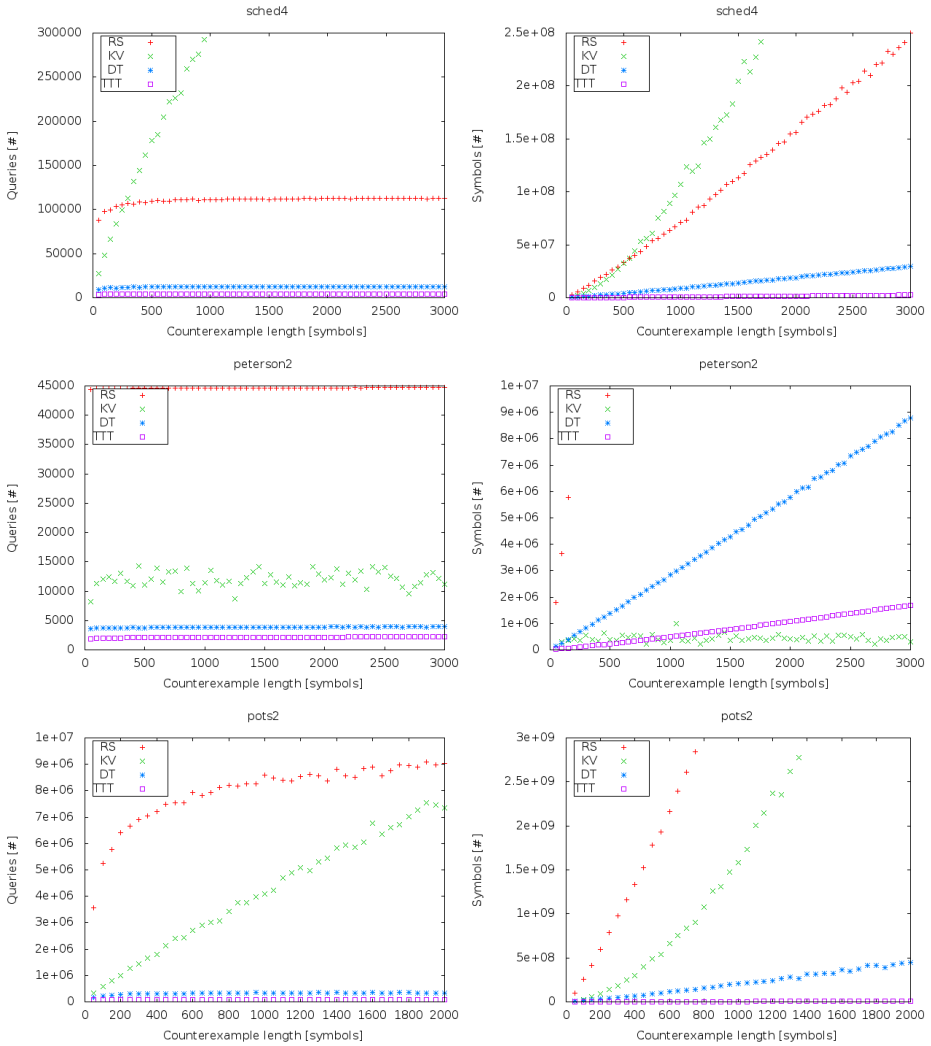 sched4
300000
250000
200000
150000
100000
50000
0
Queries [#]
RS
KV
DT
TTT
0 500 1000 1500 2000 2500 3000
Counterexample length [symbols]
sched4
2.5e+08
2e+08
1.5e+08
1e+08
5e+07
0
Symbols [#]
RS
KV
DT
TTT
0 500 1000 1500 2000 2500 3000
Counterexample length [symbols]
peterson2
45000
40000
35000
30000
25000
20000
15000
10000
5000
0
Queries [#]
RS
KV
DT
TTT
0 500 1000 1500 2000 2500 3000
Counterexample length [symbols]
peterson2
1e+07
9e+06
8e+06
7e+06
6e+06
5e+06
4e+06
3e+06
2e+06
1e+06
0
Symbols [#]
RS
KV
DT
TTT
0 500 1000 1500 2000 2500 3000
Counterexample length [symbols]
pots2
1e+07
9e+06
8e+06
7e+06
6e+06
5e+06
4e+06
3e+06
2e+06
1e+06
0
Queries [#]
RS
KV
DT
TTT
0 200 400 600 800 1000 1200 1400 1600 1800 2000
Counterexample length [symbols]
pots2
3e+09
2.5e+09
2e+09
1.5e+09
1e+09
5e+08
0
Symbols [#]
RS
KV
DT
TTT
0 200 400 600 800 1000 1200 1400 1600 1800 2000
Counterexample length [symbols]